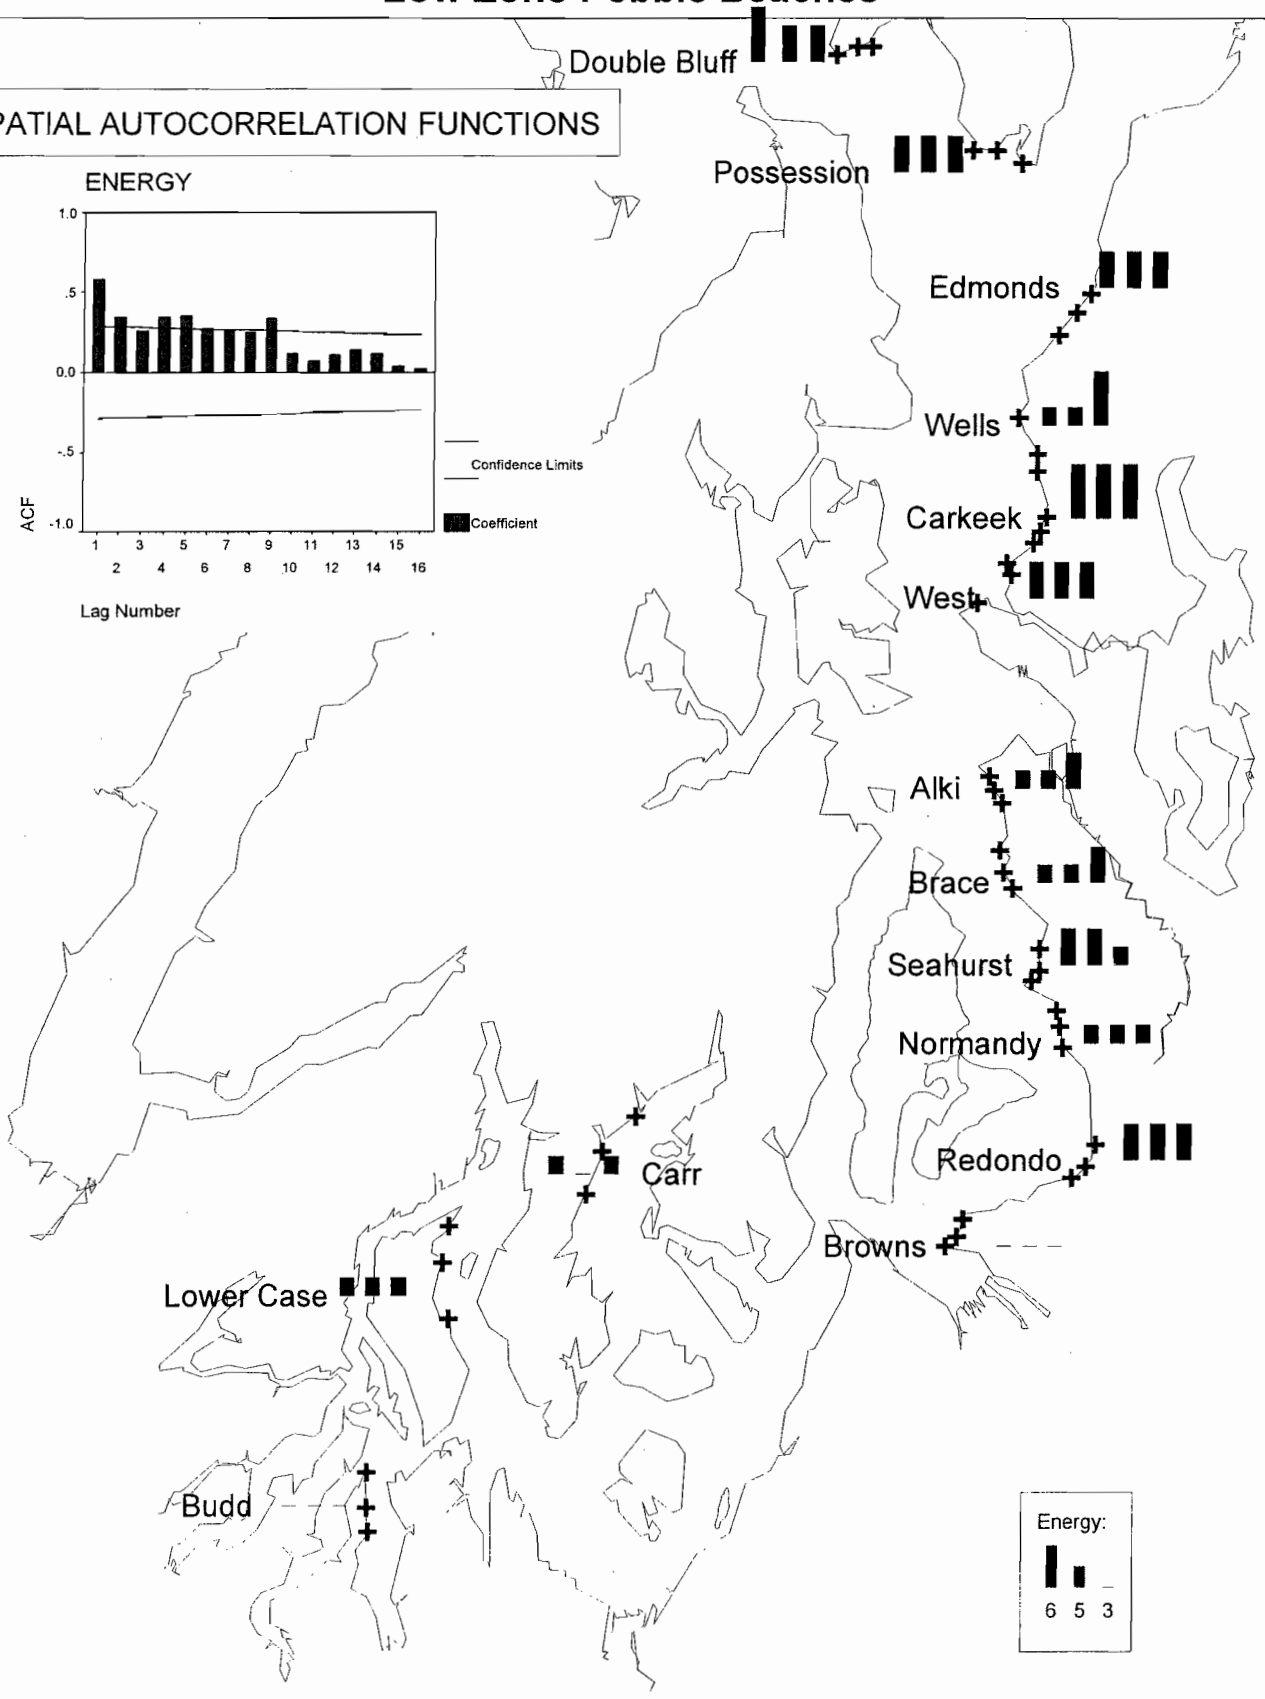 Double Bluff
PATIAL AUTOCORRELATION FUNCTIONS
Possession
ENERGY
1.0
.5
0.0
-.5
-1.0
ACF
Confidence Limits
Coefficient
1 3 5 7 9 11 13 15
2 4 6 8 10 12 14 16
Lag Number
Edmonds
Wells
Carkeek
West
Alki
Brace
Seahurst
Normandy
Redondo
Carr
Browns
Lower Case
Budd
Energy:
6 5 3